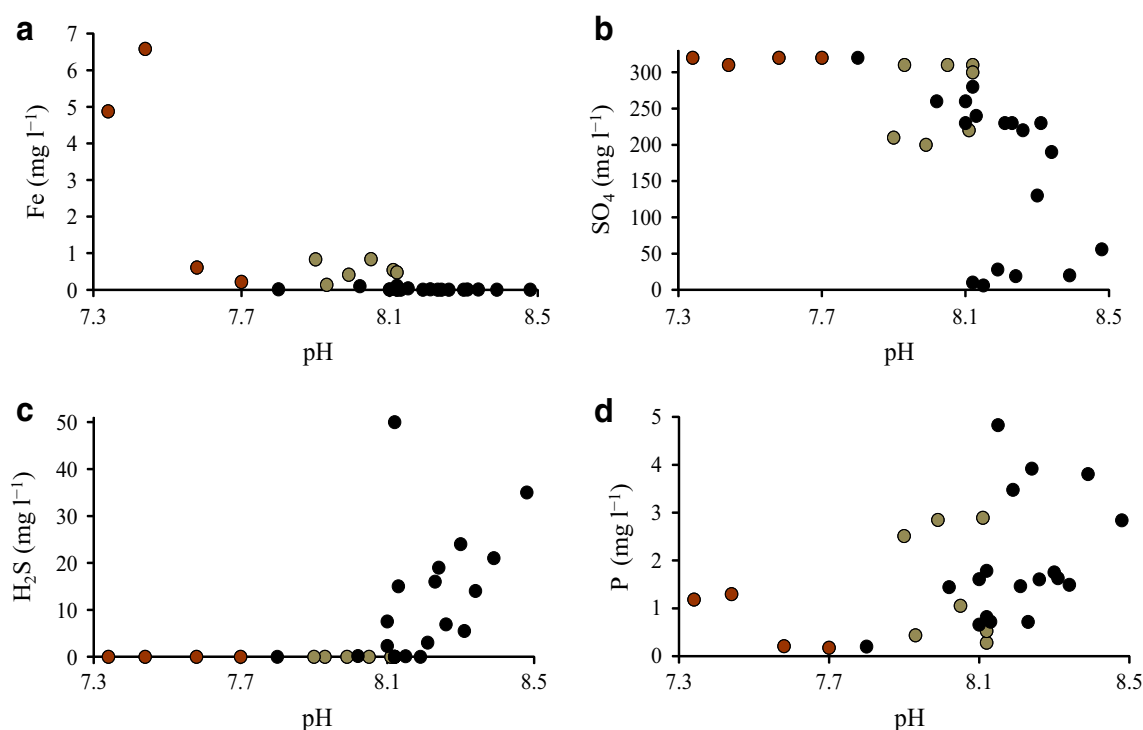 a
7
6
5
4
3
2
1
0
Fe (mg l⁻¹)
7.3 7.7 8.1 8.5
pH
b
300
250
200
150
100
50
0
SO₄ (mg l⁻¹)
7.3 7.7 8.1 8.5
pH
c
50
40
30
20
10
0
H₂S (mg l⁻¹)
7.3 7.7 8.1 8.5
pH
d
5
4
3
2
1
0
P (mg l⁻¹)
7.3 7.7 8.1 8.5
pH